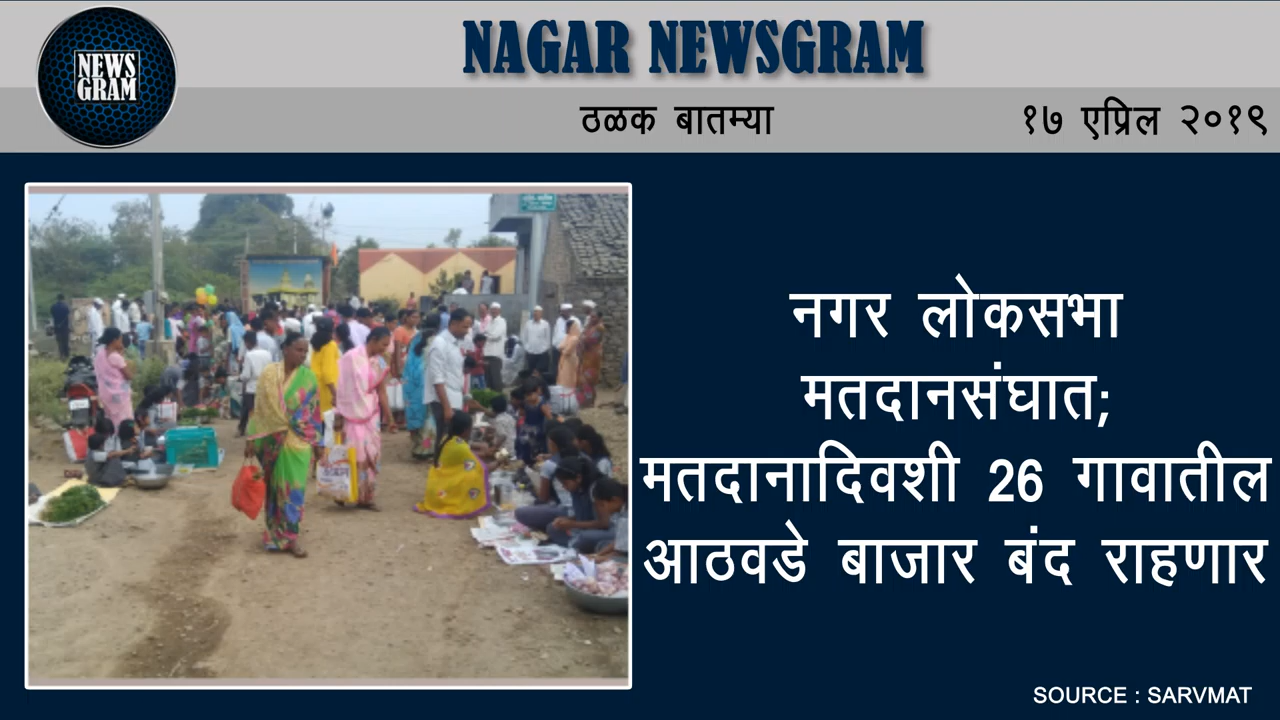 NEWS
GRAM
NAGAR NEWSGRAM
ठळक बातम्या
१७ एप्रिल २०१९
नगर लोकसभा
मतदानसंघात;
मतदानादिवशी 26 गावातील
आठवडे बाजार बंद राहणार
SOURCE : SARVMAT